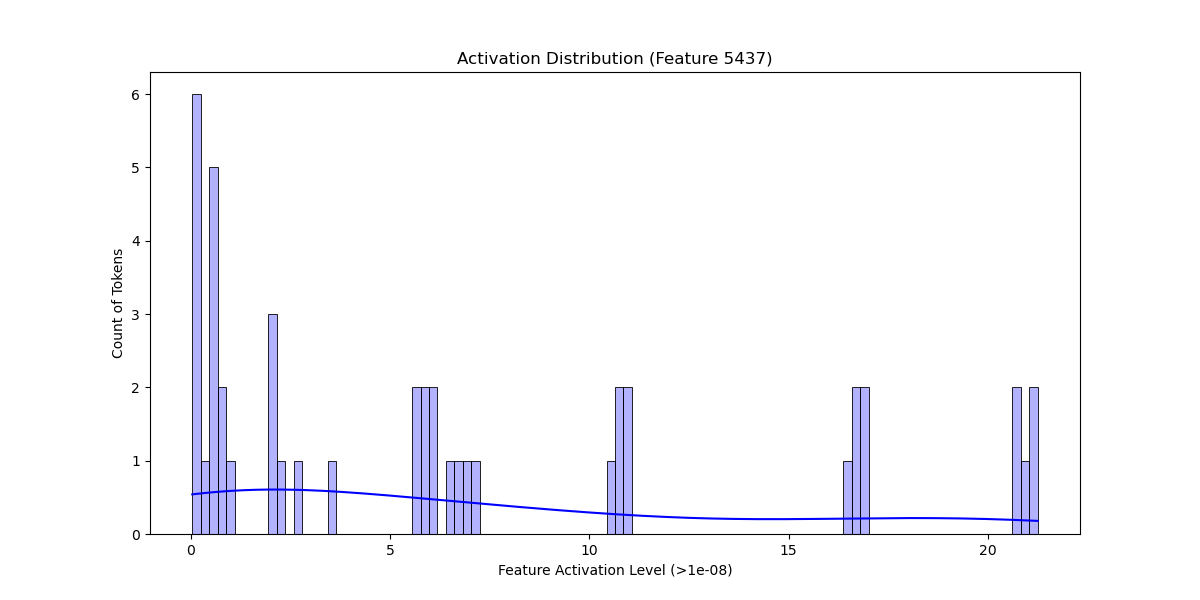 Activation Distribution (Feature 5437)
6
5
4
3
2
1
0
Count of Tokens
0 5 10 15 20
Feature Activation Level (>1e-08)